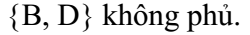 {B, D} không phủ.